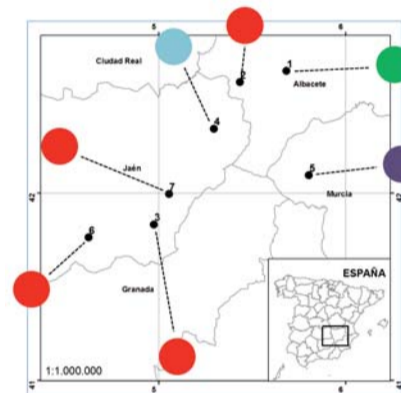 5
6
Ciudad Real
1
2
Albacete
4
5
Jaén
7
42
42
Murcia
3
6
ESPAÑA
Granada
1:1.000.000
41
41
5
6